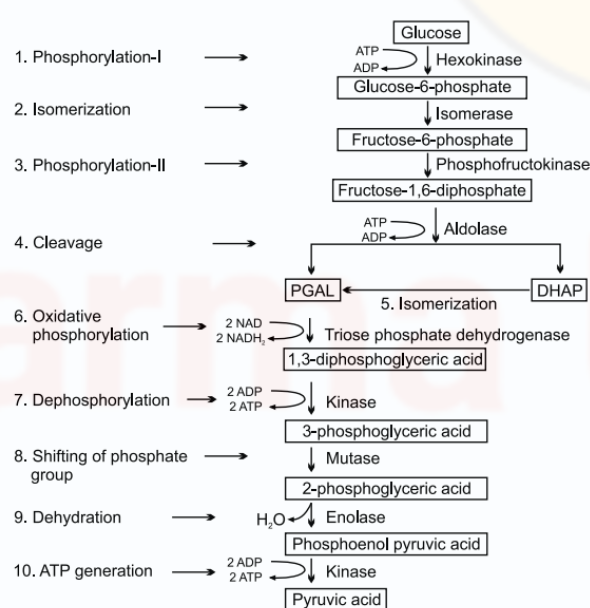 Glucose
1. Phosphorylation-I
ATP
ADP
Hexokinase
Glucose-6-phosphate
2. Isomerization
Isomerase
Fructose-6-phosphate
3. Phosphorylation-II
Phosphofructokinase
Fructose-1,6-diphosphate
ATP
ADP
Aldolase
4. Cleavage
PGAL
DHAP
5. Isomerization
6. Oxidative
phosphorylation
2 NAD
2 NADH₂
Triose phosphate dehydrogenase
1,3-diphosphoglyceric acid
7. Dephosphorylation
2 ADP
2 ATP
Kinase
3-phosphoglyceric acid
8. Shifting of phosphate
group
Mutase
2-phosphoglyceric acid
9. Dehydration
H₂O
Enolase
Phosphoenol pyruvic acid
10. ATP generation
2 ADP
2 ATP
Kinase
Pyruvic acid
arma